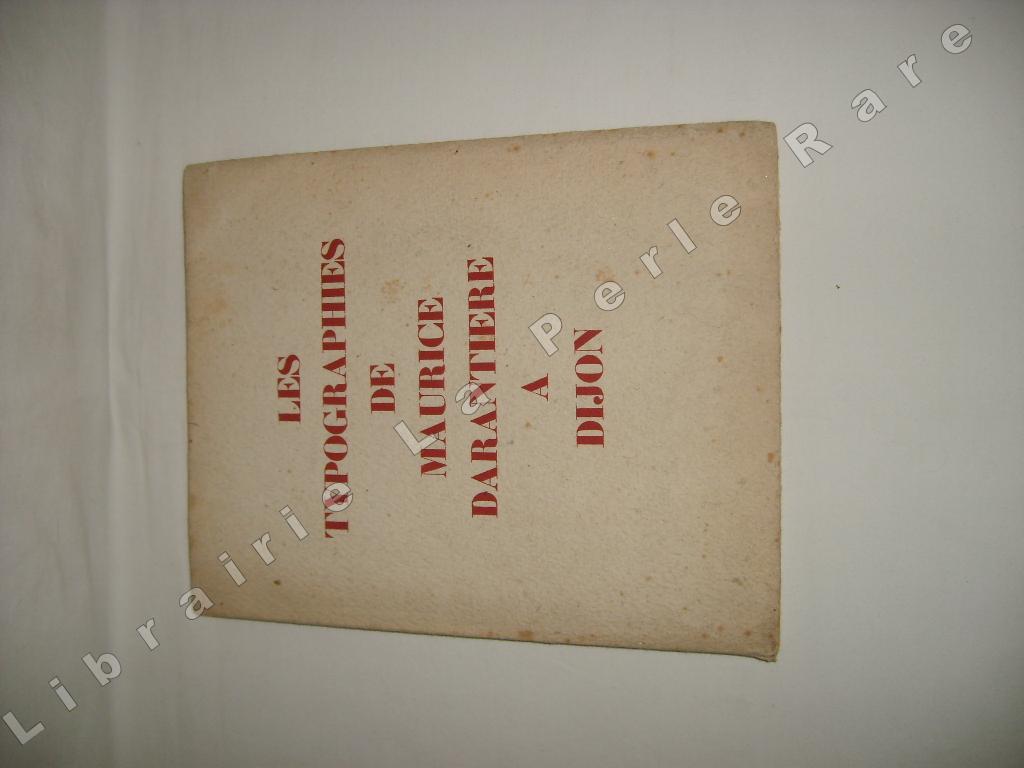 LES
TYPOGRAPHIES
DE
MAURICE
DARANTIERE
A
DIJON
Librairie La Perle Rare